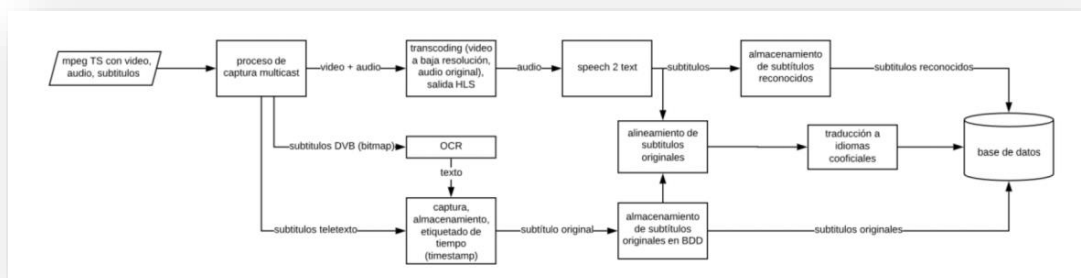 mpeg TS con video,
audio, subtitulos
proceso de
captura multicast
video + audio
transcoding (video
a baja resolución,
audio original),
salida HLS
audio
speech 2 text
subtitulos
almacenamiento
de subtítulos
reconocidos
subtitulos reconocidos
subtitulos DVB (bitmap)
OCR
texto
alineamiento de
subtitulos
originales
traducción a
idiomas
cooficiales
base de datos
subtitulos teletexto
captura,
almacenamiento,
etiquetado de
tiempo
(timestamp)
subtítulo original
almacenamiento
de subtítulos
originales en BDD
subtitulos originales